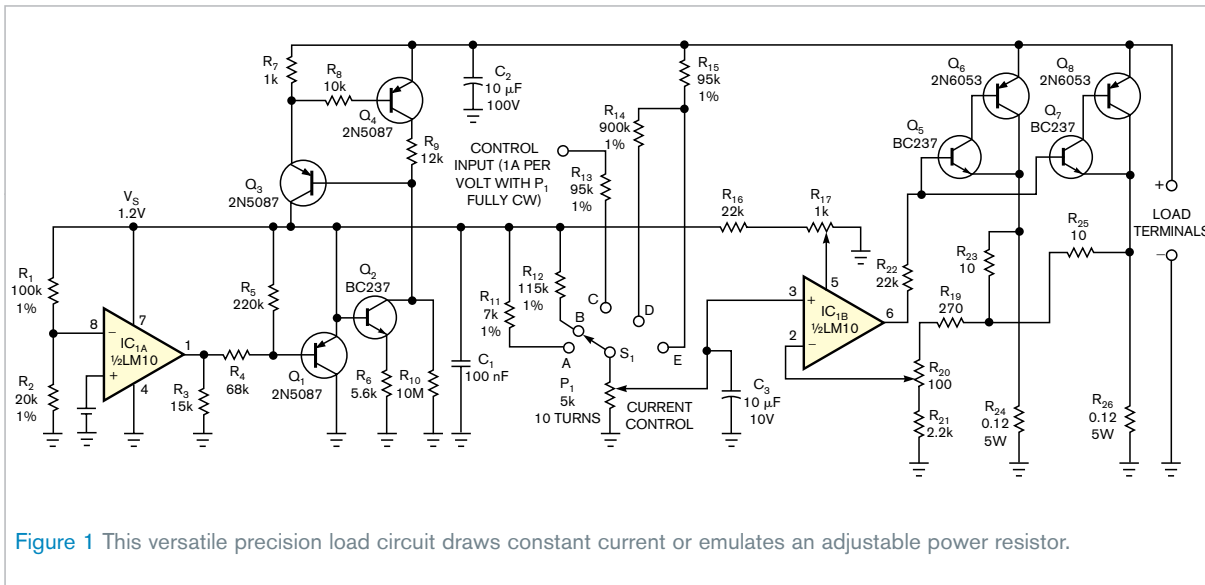 R7
1k
R8
10k
Q4
2N5087
C2
10 µF
100V
R9
12k
R15
95k
1%
R14
900k
1%
Q6
2N6053
Q8
2N6053
Q5
BC237
Q7
BC237
CONTROL
INPUT (1A PER
VOLT WITH P1
FULLY CW)
R13
95k
1%
Q3
2N5087
VS
1.2V
R16
22k
R17
1k
+
LOAD
TERMINALS
−
R1
100k
1%
R5
220k
Q2
BC237
R11
7k
1%
R12
115k
1%
C
D
B
A
S1
E
R22
22k
R23
10
R25
10
8
−
7
IC1A
½LM10
1
+
4
3
+
5
IC1B
½LM10
6
2
−
R19
270
R20
100
R2
20k
1%
R3
15k
R4
68k
Q1
2N5087
R6
5.6k
R10
10M
C1
100 nF
P1
5k
10 TURNS
CURRENT
CONTROL
C3
10 µF
10V
R21
2.2k
R24
0.12
5W
R26
0.12
5W
Figure 1 This versatile precision load circuit draws constant current or emulates an adjustable power resistor.